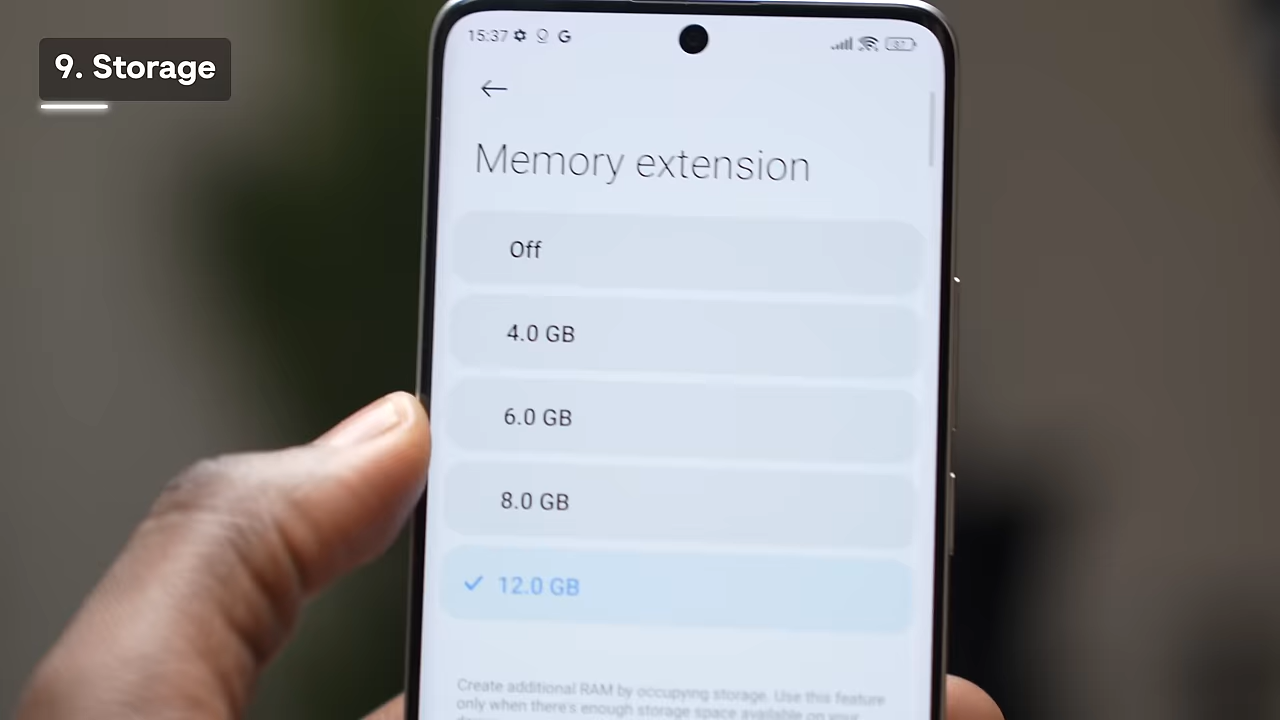 9. Storage
15:37 G
87
Memory extension
Off
4.0 GB
6.0 GB
8.0 GB
12.0 GB
Create additional RAM by occupying storage. Use this feature
only when there's enough storage space available on your